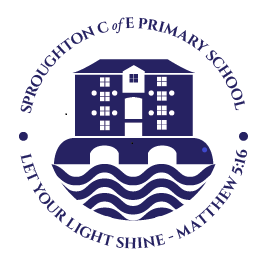 SPROUGHTON C of E PRIMARY SCHOOL
LET YOUR LIGHT SHINE - MATTHEW 5:16